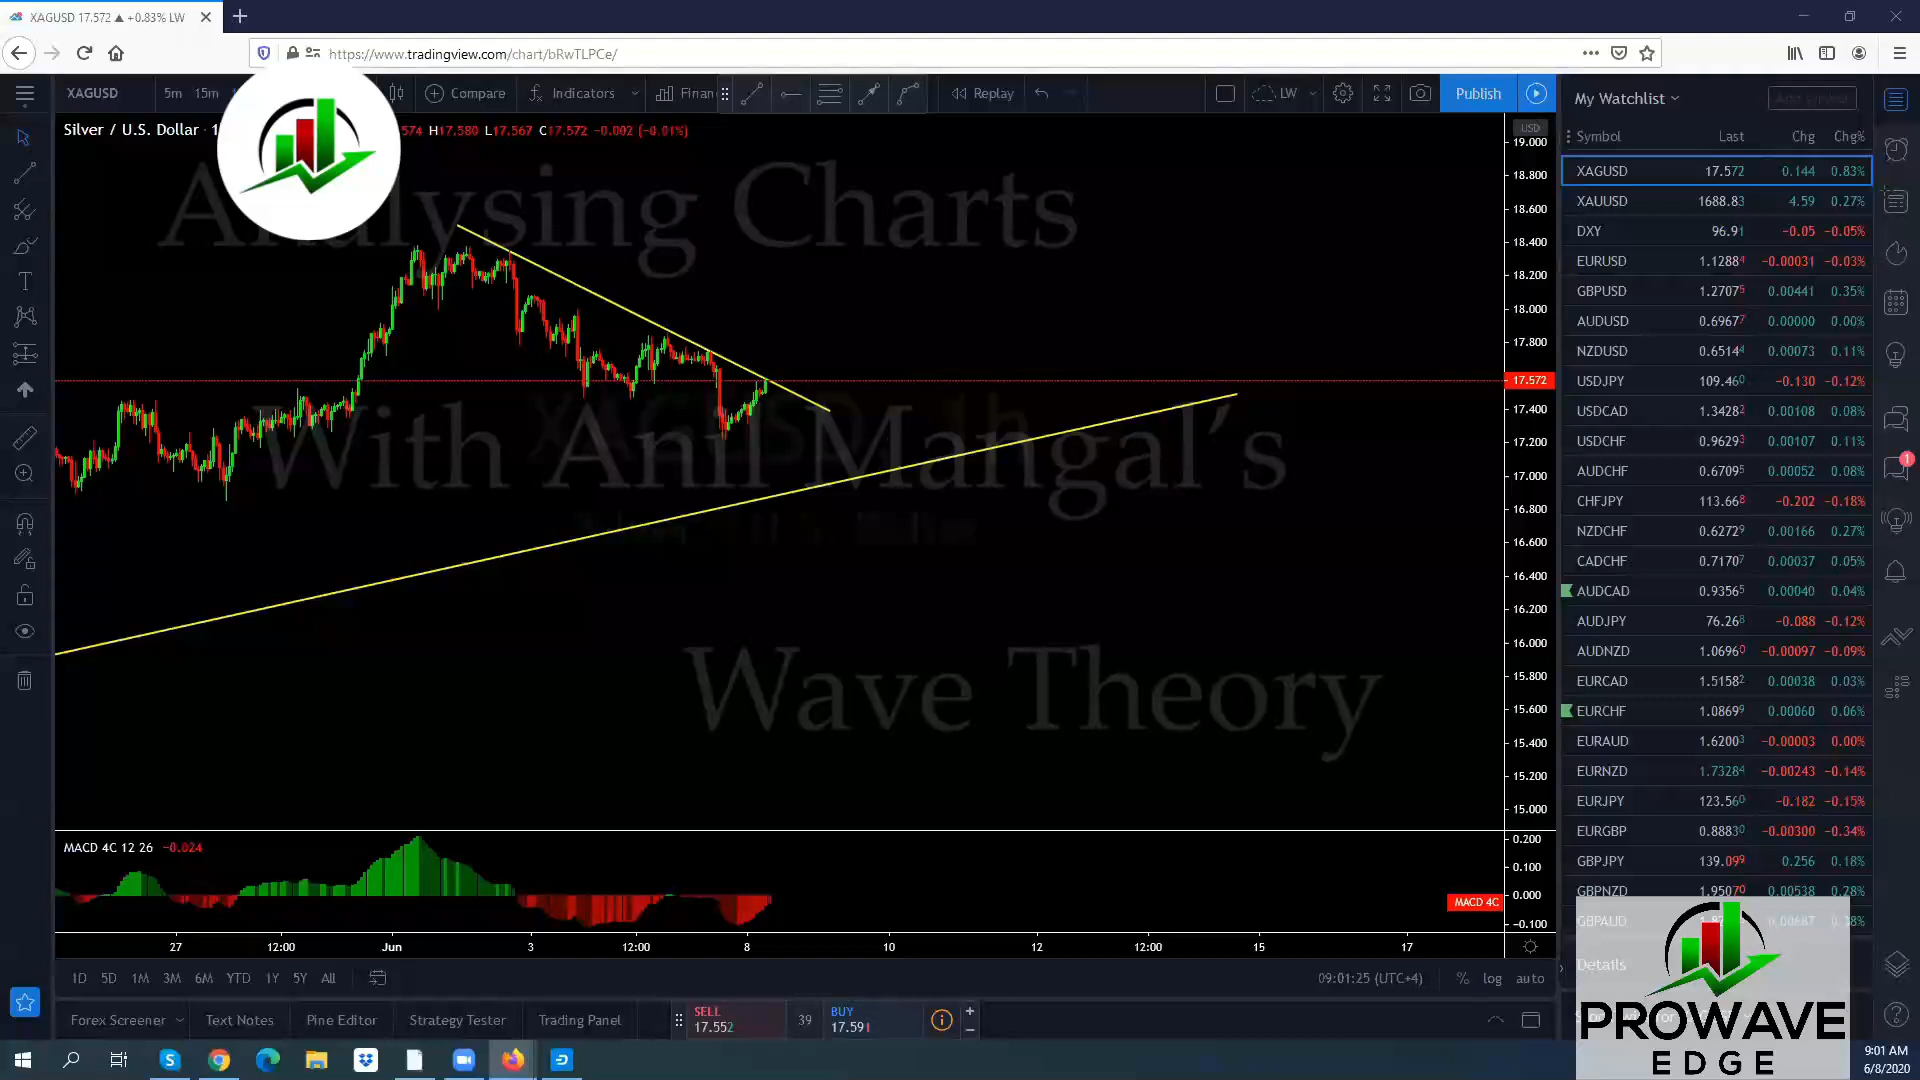 XAGUSD 17.572 ▲ +0.83% LW
https://www.tradingview.com/chart/bRwTLPCe/
XAGUSD 5m 15m Compare Indicators Finan Replay LW Publish
Silver / U.S. Dollar · 1 574 H17.580 L17.567 C17.572 −0.002 (−0.01%)
Analysing Charts
With Anil Mangal's
Wave Theory
USD
19.000
18.800
18.600
18.400
18.200
18.000
17.800
17.572
17.400
17.200
17.000
16.800
16.600
16.400
16.200
16.000
15.800
15.600
15.400
15.200
15.000
MACD 4C 12 26 −0.024
0.200
0.100
0.000
MACD 4C
−0.100
27 12:00 Jun 3 12:00 8 10 12 12:00 15 17
1D 5D 1M 3M 6M YTD 1Y 5Y All 09:01:25 (UTC+4) % log auto
Forex Screener Text Notes Pine Editor Strategy Tester Trading Panel
SELL
17.552
39
BUY
17.591
My Watchlist
Add symbol
Symbol Last Chg Chg%
XAGUSD 17.572 0.144 0.83%
XAUUSD 1688.83 4.59 0.27%
DXY 96.91 −0.05 −0.05%
EURUSD 1.12884 −0.00031 −0.03%
GBPUSD 1.27075 0.00441 0.35%
AUDUSD 0.69677 0.00000 0.00%
NZDUSD 0.65144 0.00073 0.11%
USDJPY 109.460 −0.130 −0.12%
USDCAD 1.34282 0.00108 0.08%
USDCHF 0.96293 0.00107 0.11%
AUDCHF 0.67095 0.00052 0.08%
CHFJPY 113.668 −0.202 −0.18%
NZDCHF 0.62729 0.00166 0.27%
CADCHF 0.71707 0.00037 0.05%
AUDCAD 0.93565 0.00040 0.04%
AUDJPY 76.268 −0.088 −0.12%
AUDNZD 1.06960 −0.00097 −0.09%
EURCAD 1.51582 0.00038 0.03%
EURCHF 1.08699 0.00060 0.06%
EURAUD 1.62003 −0.00003 0.00%
EURNZD 1.73284 −0.00243 −0.14%
EURJPY 123.560 −0.182 −0.15%
EURGBP 0.88830 −0.00300 −0.34%
GBPJPY 139.099 0.256 0.18%
GBPNZD 1.95070 0.00538 0.28%
GBPAUD 0.00687
Details
PROWAVE
EDGE
1
9:01 AM
6/8/2020